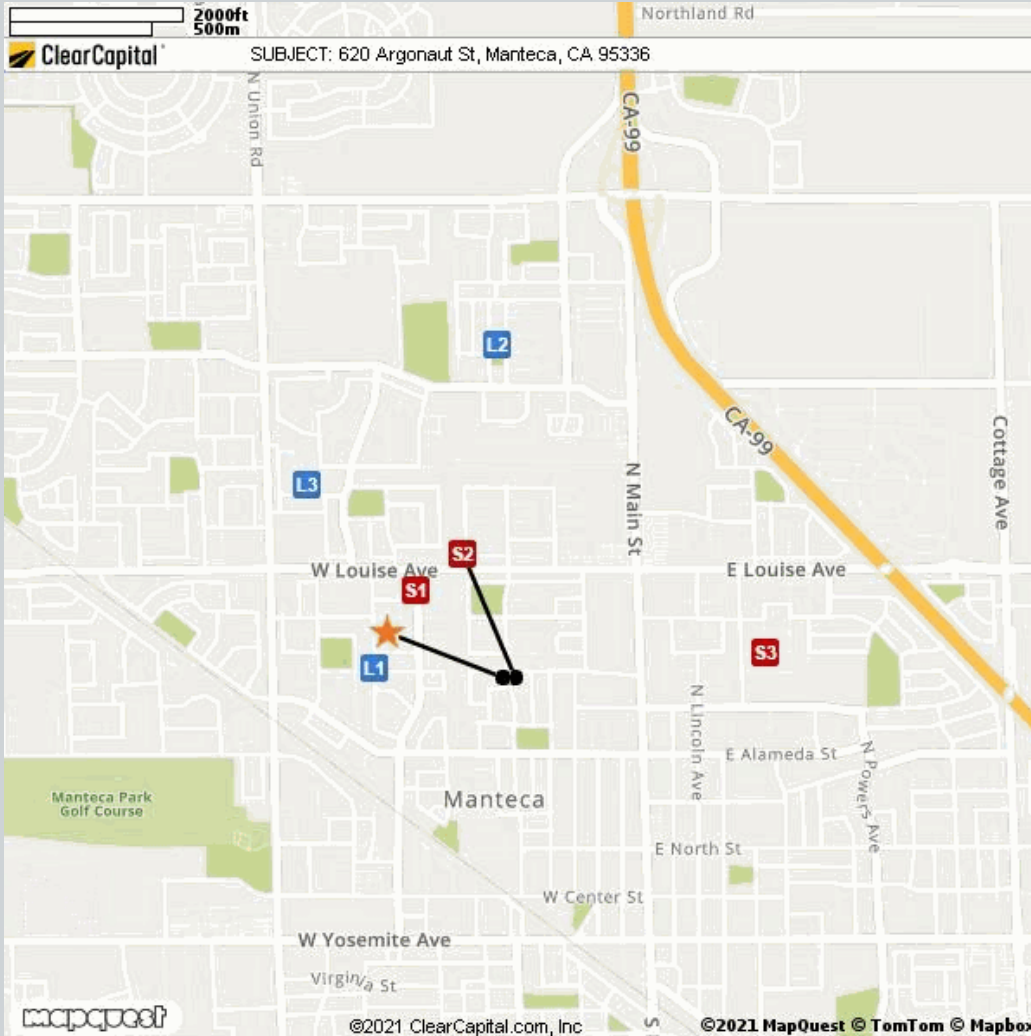 2000ft
500m
Northland Rd
ClearCapital
SUBJECT: 620 Argonaut St, Manteca, CA 95336
N Union Rd
CA-99
L2
CA-99
Cottage Ave
L3
N Main St
S2
W Louise Ave
E Louise Ave
S1
S3
L1
N Lincoln Ave
E Alameda St
N Powers Ave
Manteca Park
Golf Course
Manteca
E North St
W Center St
W Yosemite Ave
Virginia St
S
mapquest
©2021 ClearCapital.com, Inc
©2021 MapQuest © TomTom © Mapbox